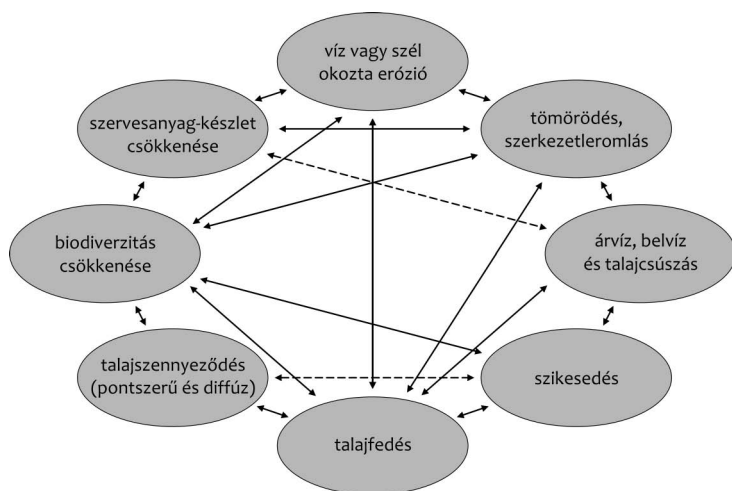 víz vagy szél
okozta erózió
szervesanyag-készlet
csökkenése
tömörödés,
szerkezetleromlás
biodiverzitás
csökkenése
árvíz, belvíz
és talajcsúszás
talajszennyeződés
(pontszerű és diffúz)
szikesedés
talajfedés